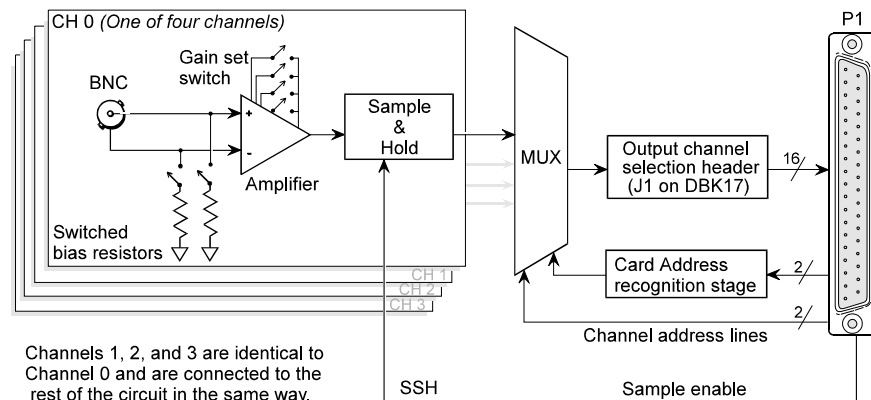 CH 0 (One of four channels)
P1
Gain set
switch
BNC
+
-
Amplifier
Sample
&
Hold
MUX
Output channel
selection header
(J1 on DBK17)
16
Switched
bias resistors
Card Address
recognition stage
2
2
Channel address lines
CH 1
CH 2
CH 3
Channels 1, 2, and 3 are identical to
Channel 0 and are connected to the
rest of the circuit in the same way.
SSH
Sample enable